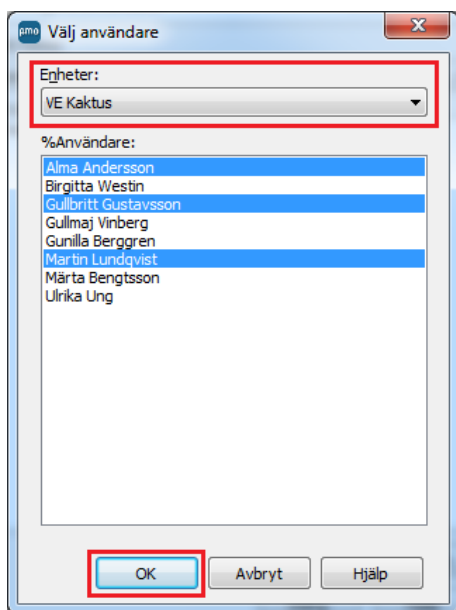 pmo Välj användare
Enheter:
VE Kaktus
%Användare:
Alma Andersson
Birgitta Westin
Gullbritt Gustavsson
Gullmaj Vinberg
Gunilla Berggren
Martin Lundqvist
Märta Bengtsson
Ulrika Ung
OK Avbryt Hjälp